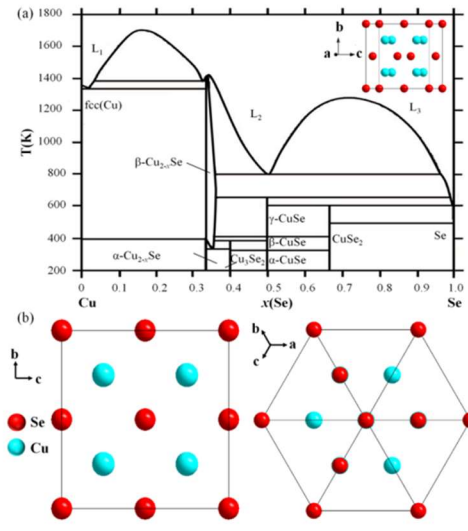 (a)
1800
1600
1400
1200
1000
800
600
400
200
T(K)
L₁
L₂
L₃
b
a
c
fcc(Cu)
β-Cu₂₋ₓSe
γ-CuSe
β-CuSe
α-CuSe
CuSe₂
Se
α-Cu₂₋ₓSe
Cu₃Se₂
0 0.1 0.2 0.3 0.4 0.5 0.6 0.7 0.8 0.9 1.0
Cu x(Se) Se
(b)
b
c
Se
Cu
b
a
c